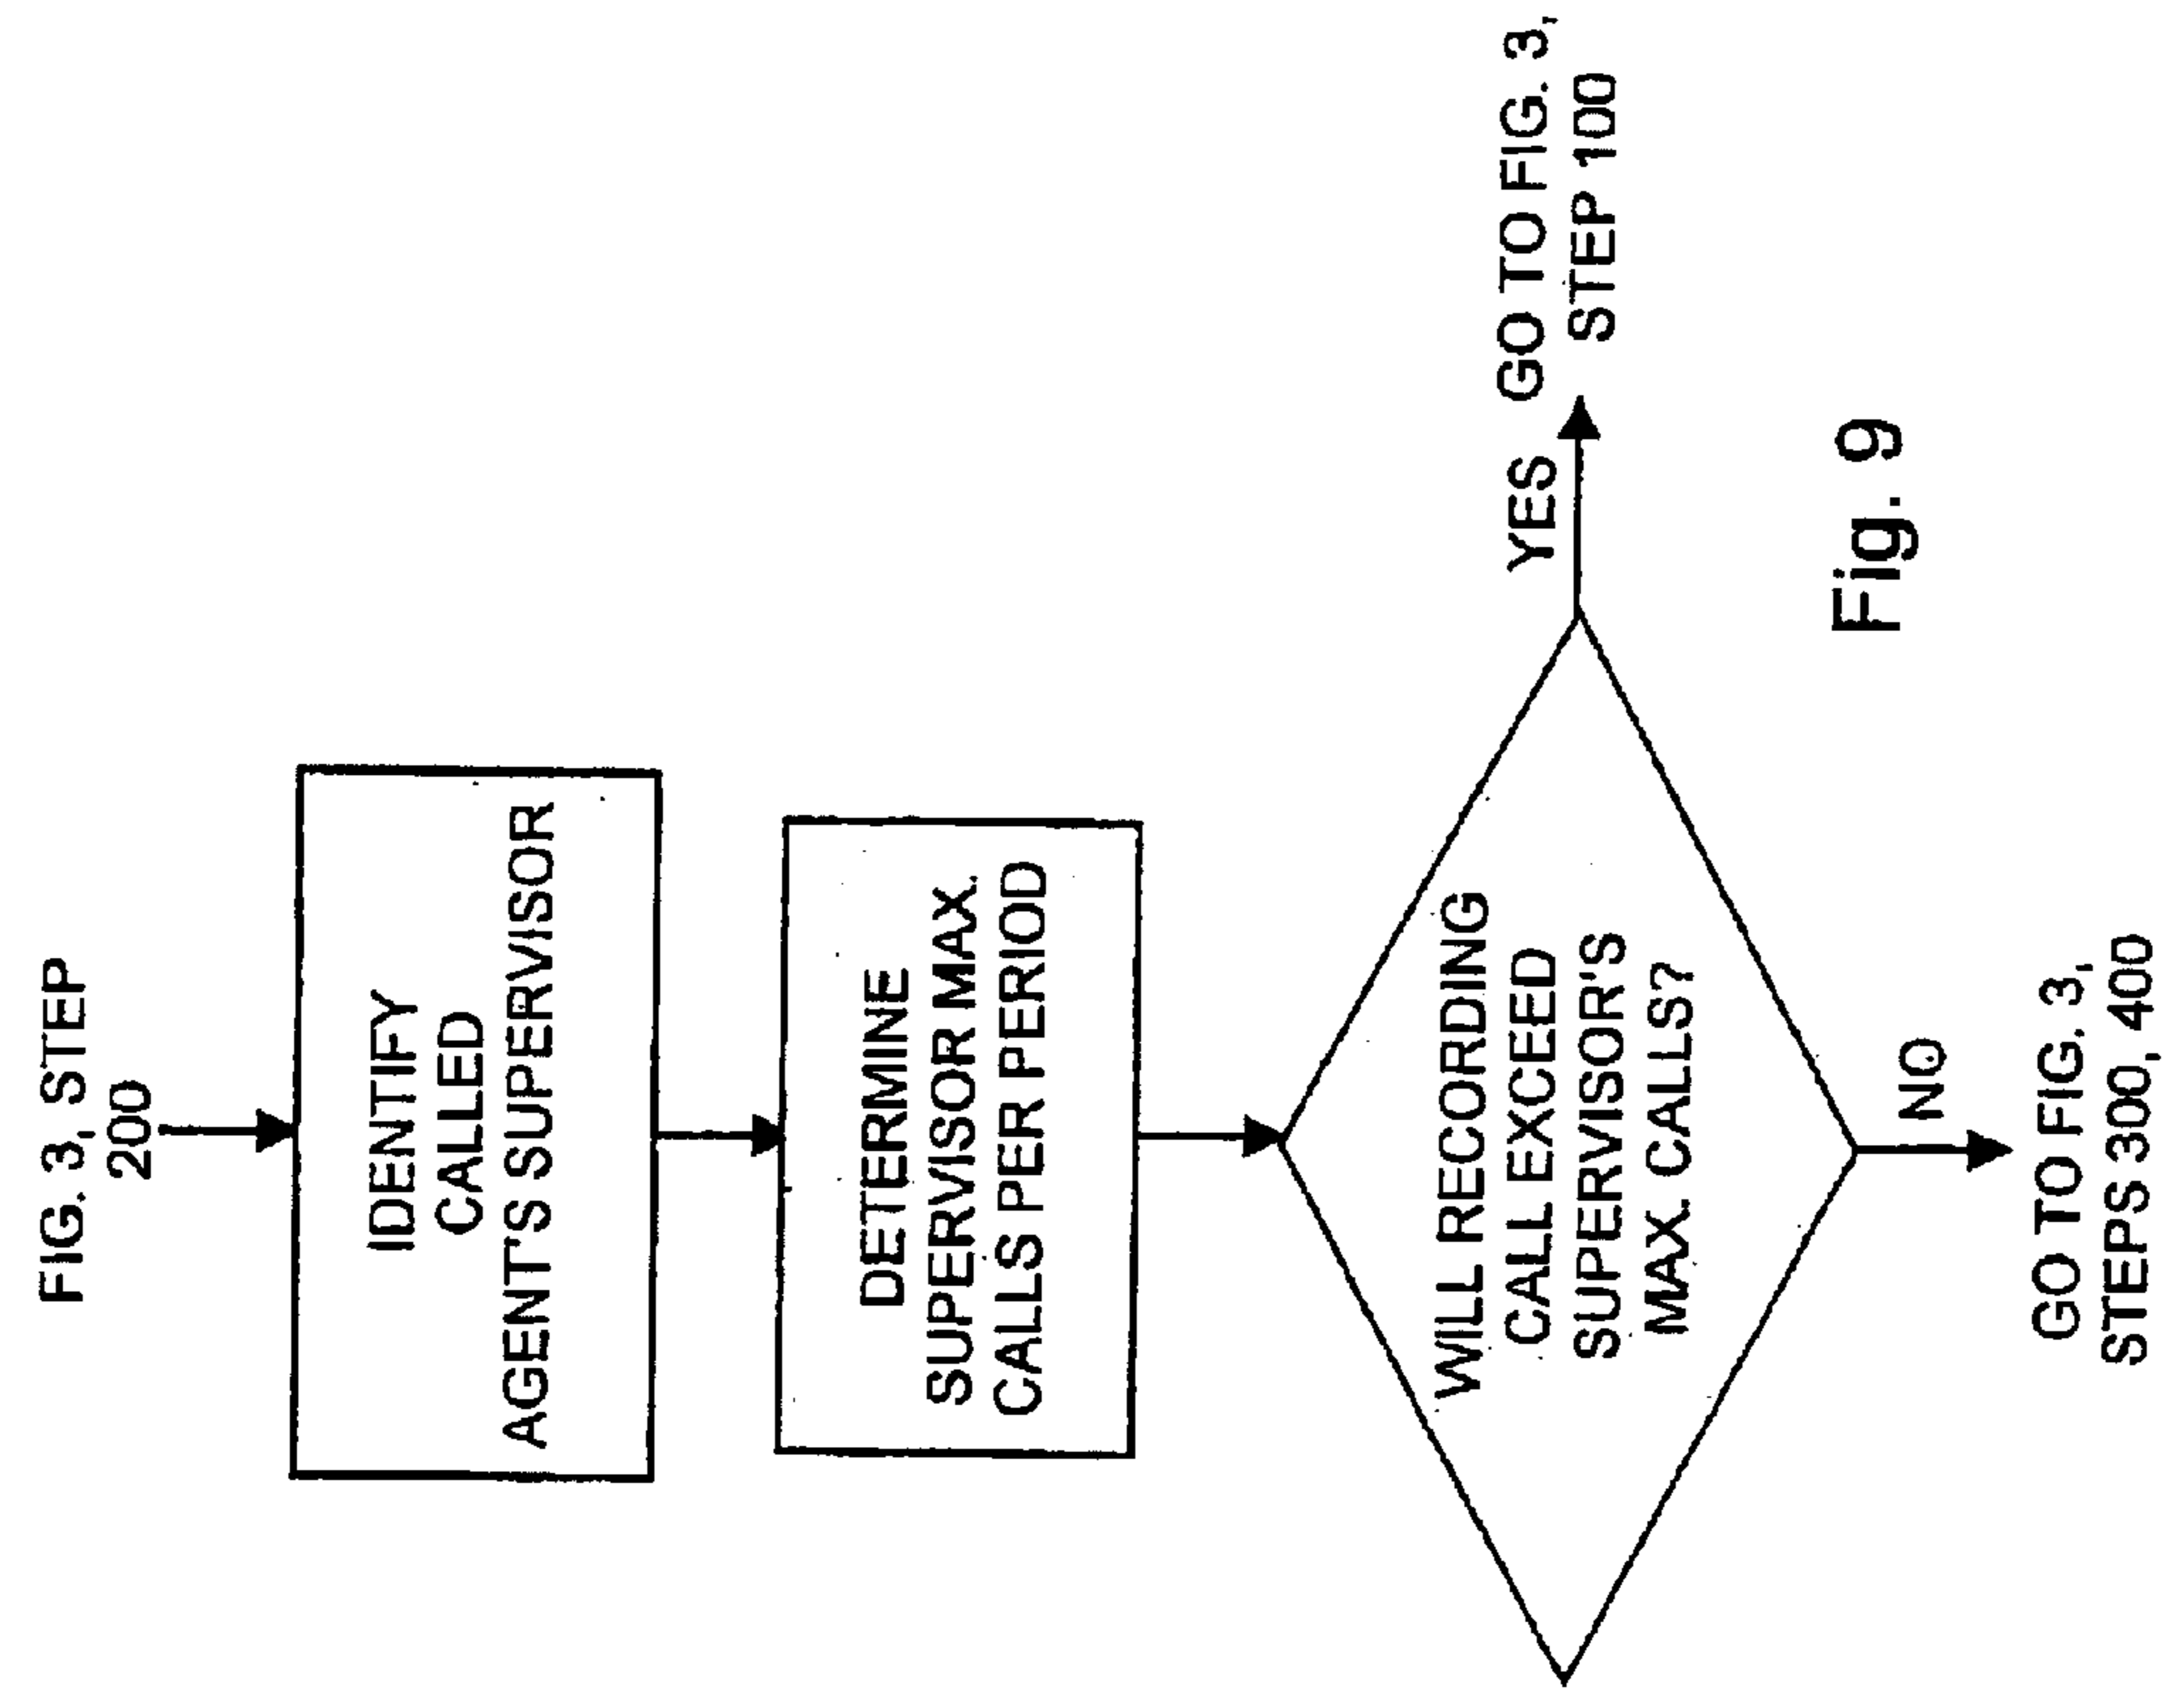 FIG. 3, STEP
200
IDENTIFY
CALLED
AGENT'S SUPERVISOR
DETERMINE
SUPERVISOR MAX.
CALLS PER PERIOD
WILL RECORDING
CALL EXCEED
SUPERVISOR'S
MAX. CALLS?
YES
GO TO FIG. 3,
STEP 100
NO
GO TO FIG. 3,
STEPS 300, 400
Fig. 9